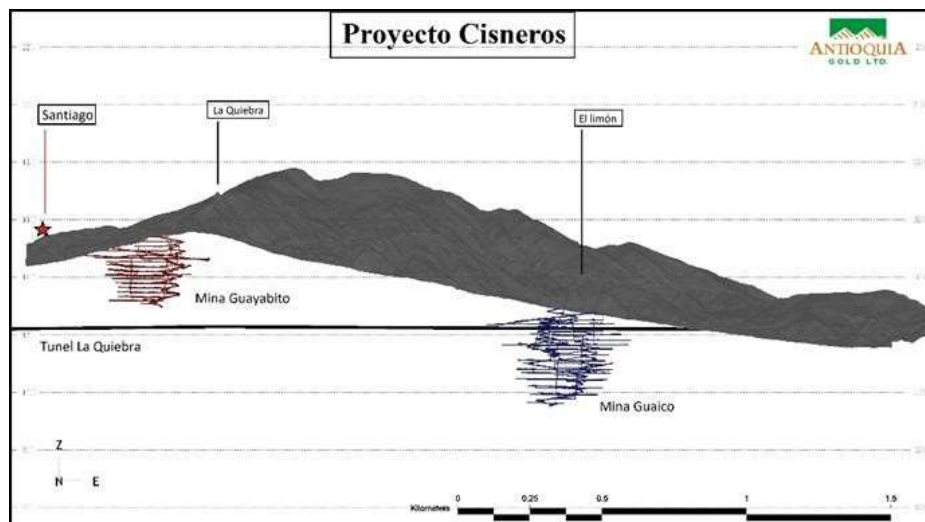 Proyecto Cisneros
ANTIOQUIA
GOLD LTD.
Santiago
La Quiebra
El limón
Mina Guayabito
Tunel La Quiebra
Mina Guaico
Z
N E
Kilometers
0 0.25 0.5 1 1.5